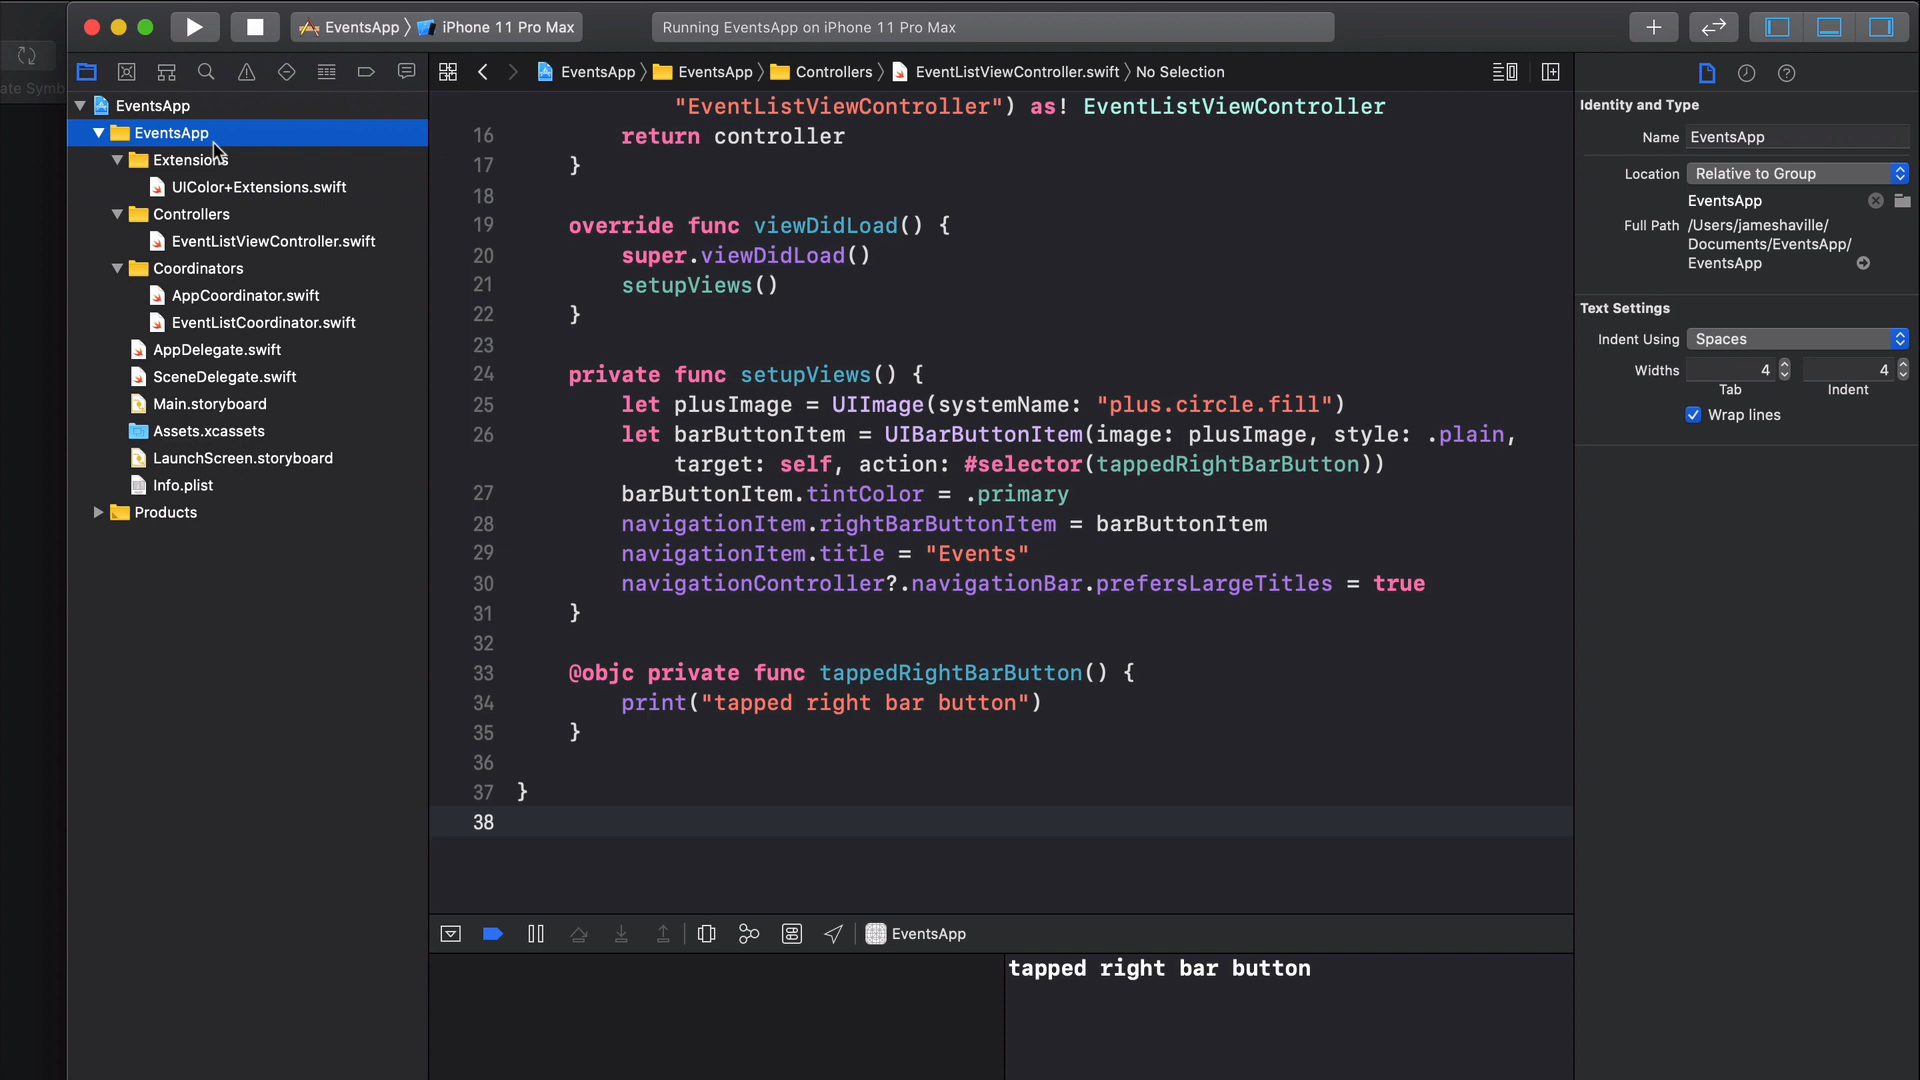 EventsApp
iPhone 11 Pro Max
Running EventsApp on iPhone 11 Pro Max
ate Symb
EventsApp
EventsApp
Controllers
EventListViewController.swift
No Selection
EventsApp
EventsApp
Extensions
UIColor+Extensions.swift
Controllers
EventListViewController.swift
Coordinators
AppCoordinator.swift
EventListCoordinator.swift
AppDelegate.swift
SceneDelegate.swift
Main.storyboard
Assets.xcassets
LaunchScreen.storyboard
Info.plist
Products
"EventListViewController") as! EventListViewController
16 return controller
17 }
18
19 override func viewDidLoad() {
20 super.viewDidLoad()
21 setupViews()
22 }
23
24 private func setupViews() {
25 let plusImage = UIImage(systemName: "plus.circle.fill")
26 let barButtonItem = UIBarButtonItem(image: plusImage, style: .plain,
target: self, action: #selector(tappedRightBarButton))
27 barButtonItem.tintColor = .primary
28 navigationItem.rightBarButtonItem = barButtonItem
29 navigationItem.title = "Events"
30 navigationController?.navigationBar.prefersLargeTitles = true
31 }
32
33 @objc private func tappedRightBarButton() {
34 print("tapped right bar button")
35 }
36
37 }
38
EventsApp
tapped right bar button
Identity and Type
Name EventsApp
Location Relative to Group
EventsApp
Full Path /Users/jameshaville/
Documents/EventsApp/
EventsApp
Text Settings
Indent Using Spaces
Widths 4 4
Tab Indent
Wrap lines